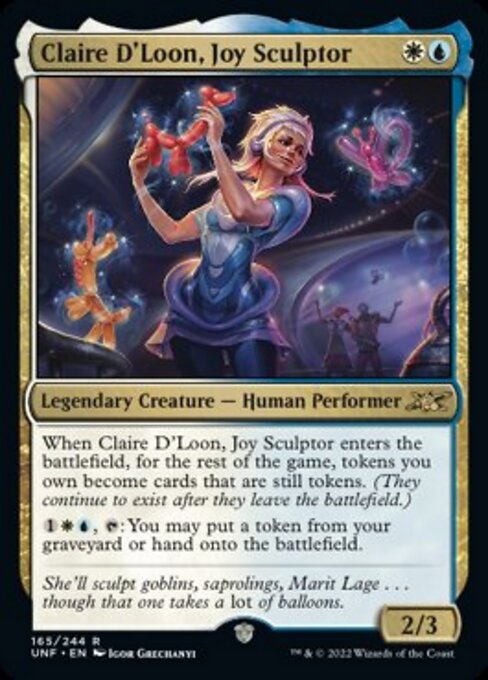 Claire D'Loon, Joy Sculptor
Legendary Creature — Human Performer
When Claire D'Loon, Joy Sculptor enters the
battlefield, for the rest of the game, tokens you
own become cards that are still tokens. (They
continue to exist after they leave the battlefield.)
1, : You may put a token from your
graveyard or hand onto the battlefield.
She'll sculpt goblins, saprolings, Marit Lage . . .
though that one takes a lot of balloons.
2/3
165/244 R
UNF • EN Igor Grechanyi
™ & © 2022 Wizards of the Coast